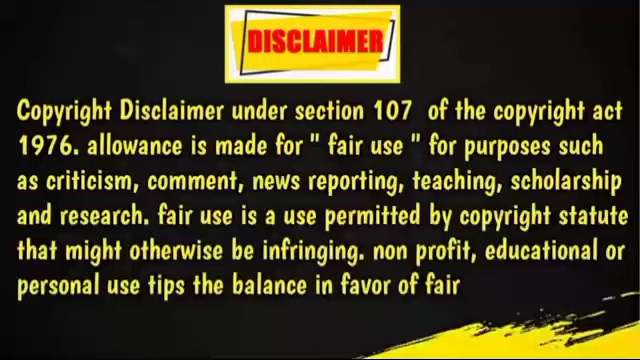 DISCLAIMER
Copyright Disclaimer under section 107 of the copyright act
1976. allowance is made for " fair use " for purposes such
as criticism, comment, news reporting, teaching, scholarship
and research. fair use is a use permitted by copyright statute
that might otherwise be infringing. non profit, educational or
personal use tips the balance in favor of fair